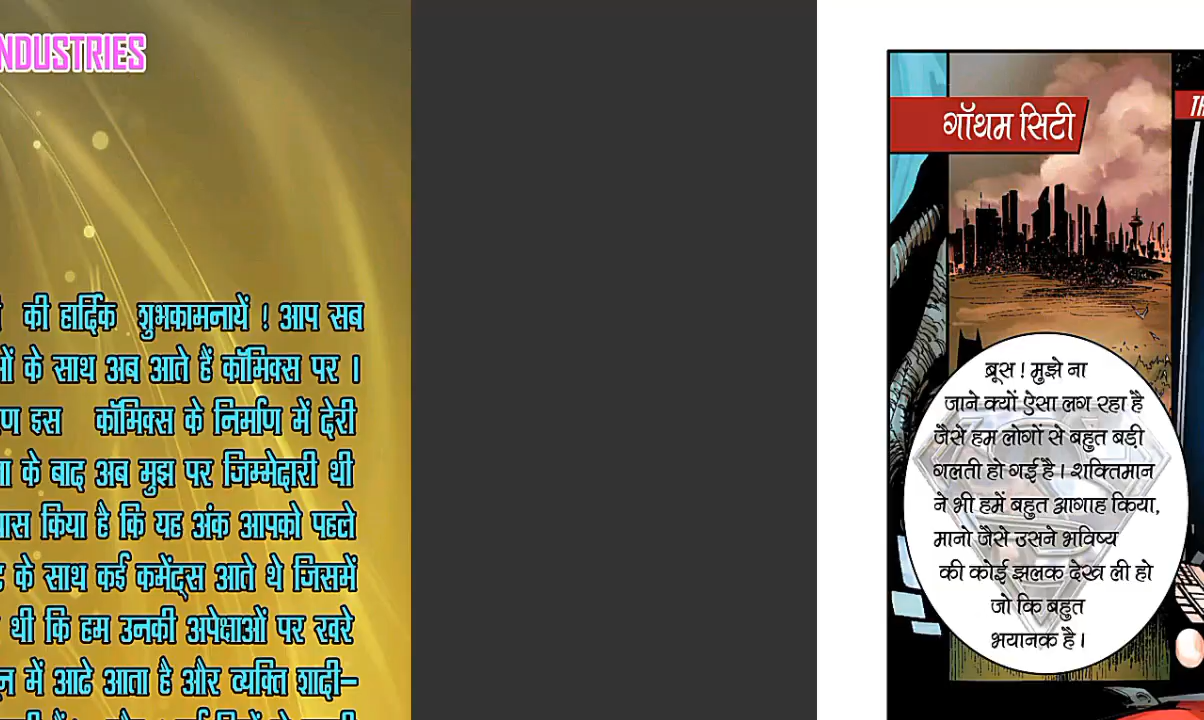 INDUSTRIES
की हार्दिक शुभकामनायें ! आप सब
के साथ अब आते हैं कॉमिक्स पर ।
इस कॉमिक्स के निर्माण में देरी
के बाद अब मुझ पर जिम्मेदारी थी
किया है कि यह अंक आपको पहले
के साथ कई कमेंट्स आते थे जिसमें
थी कि हम उनकी अपेक्षाओं पर खरे
में आडे आता है और व्यक्ति शादी-
गॉथम सिटी
ब्रूस ! मुझे ना
जाने क्यों ऐसा लग रहा है
जैसे हम लोगों से बहुत बड़ी
गलती हो गई है । शक्तिमान
ने भी हमें बहुत आगाह किया,
मानो जैसे उसने भविष्य
की कोई झलक देख ली हो
जो कि बहुत
भयानक है ।